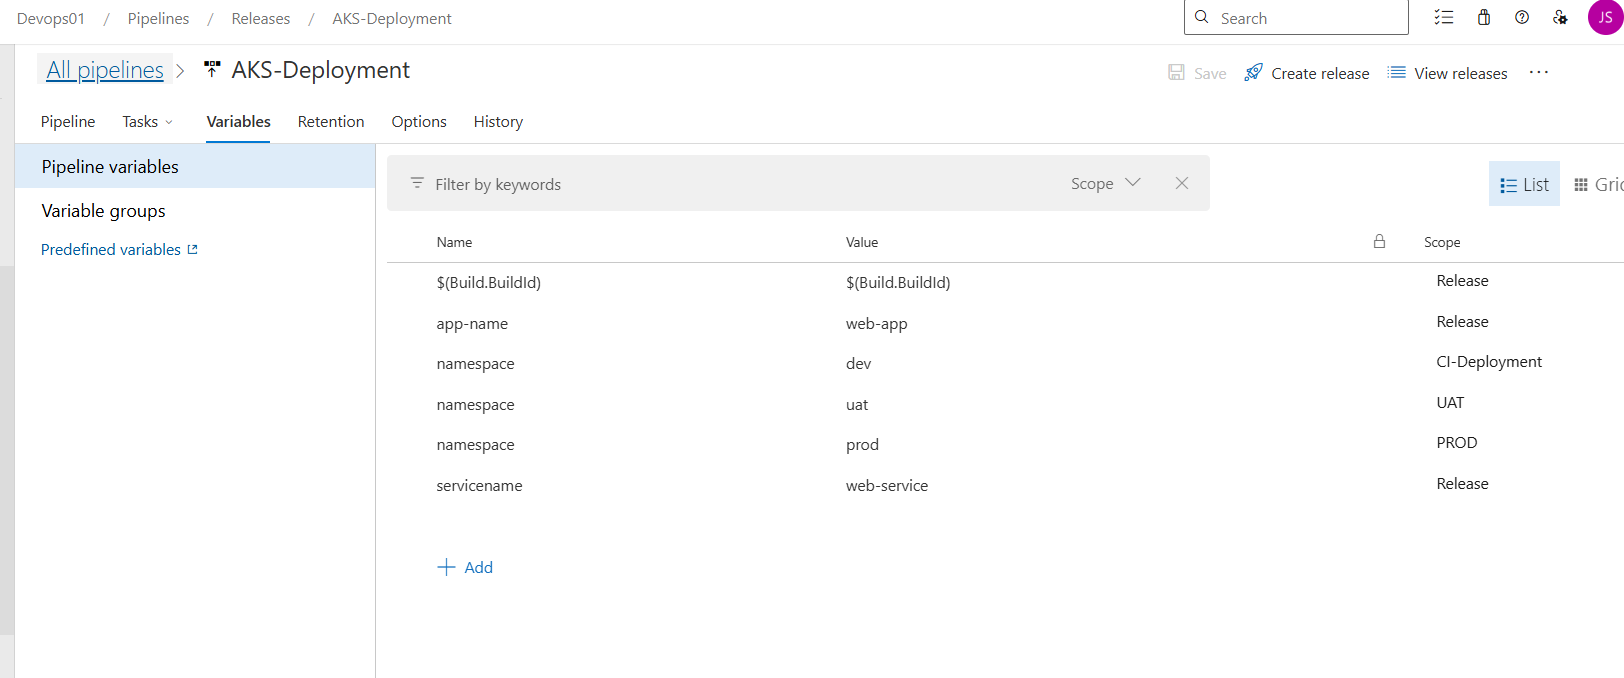 Devops01 / Pipelines / Releases / AKS-Deployment
Search
JS
All pipelines > AKS-Deployment
Save Create release View releases ...
Pipeline Tasks Variables Retention Options History
Pipeline variables
Variable groups
Predefined variables
Filter by keywords Scope
List Grid
Name Value Scope
$(Build.BuildId) $(Build.BuildId) Release
app-name web-app Release
namespace dev CI-Deployment
namespace uat UAT
namespace prod PROD
servicename web-service Release
+ Add